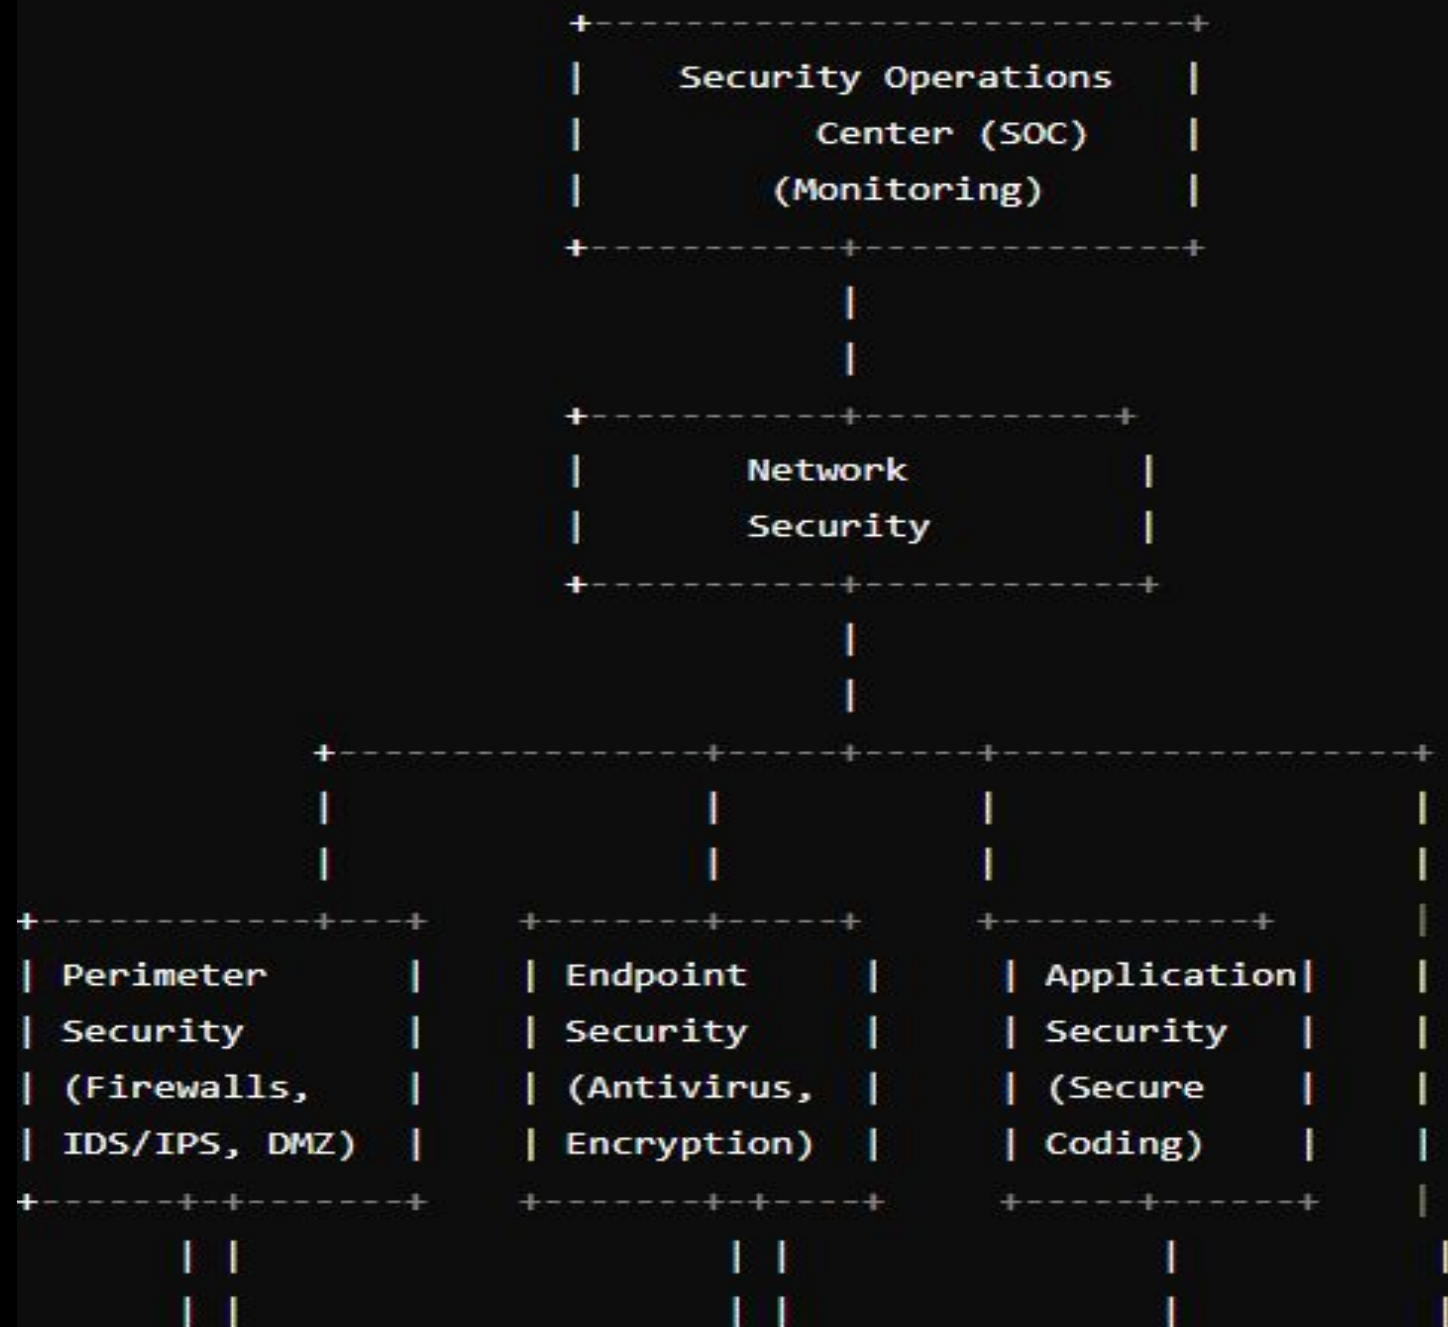 Security Operations
Center (SOC)
(Monitoring)
Network
Security
Perimeter
Security
(Firewalls,
IDS/IPS, DMZ)
Endpoint
Security
(Antivirus,
Encryption)
Application
Security
(Secure
Coding)